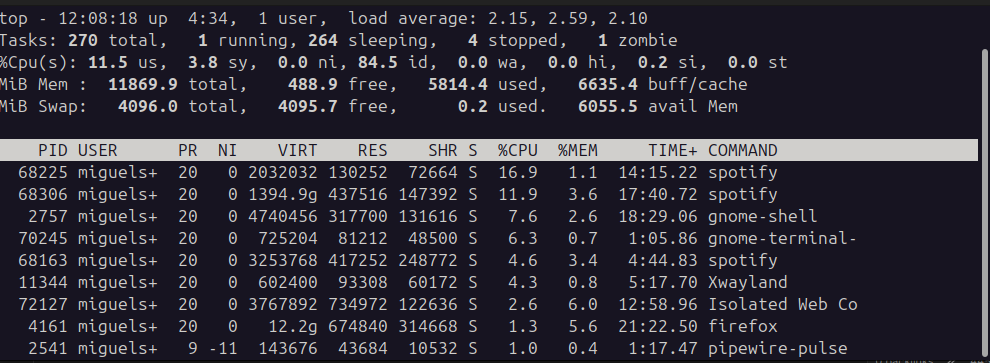 top - 12:08:18 up  4:34,  1 user,  load average: 2.15, 2.59, 2.10
Tasks: 270 total,   1 running, 264 sleeping,   4 stopped,   1 zombie
%Cpu(s): 11.5 us,  3.8 sy,  0.0 ni, 84.5 id,  0.0 wa,  0.0 hi,  0.2 si,  0.0 st
MiB Mem :  11869.9 total,    488.9 free,   5814.4 used,   6635.4 buff/cache
MiB Swap:   4096.0 total,   4095.7 free,      0.2 used.   6055.5 avail Mem
PID USER      PR  NI    VIRT    RES    SHR S  %CPU  %MEM     TIME+ COMMAND
68225 miguels+  20   0 2032032 130252  72664 S  16.9   1.1  14:15.22 spotify
68306 miguels+  20   0 1394.9g 437516 147392 S  11.9   3.6  17:40.72 spotify
2757 miguels+  20   0 4740456 317700 131616 S   7.6   2.6  18:29.06 gnome-shell
70245 miguels+  20   0  725204  81212  48500 S   6.3   0.7   1:05.86 gnome-terminal-
68163 miguels+  20   0 3253768 417252 248772 S   4.6   3.4   4:44.83 spotify
11344 miguels+  20   0  602400  93308  60172 S   4.3   0.8   5:17.70 Xwayland
72127 miguels+  20   0 3767892 734972 122636 S   2.6   6.0  12:58.96 Isolated Web Co
4161 miguels+  20   0   12.2g 674840 314668 S   1.3   5.6  21:22.50 firefox
2541 miguels+   9 -11  143676  43684  10532 S   1.0   0.4   1:17.47 pipewire-pulse